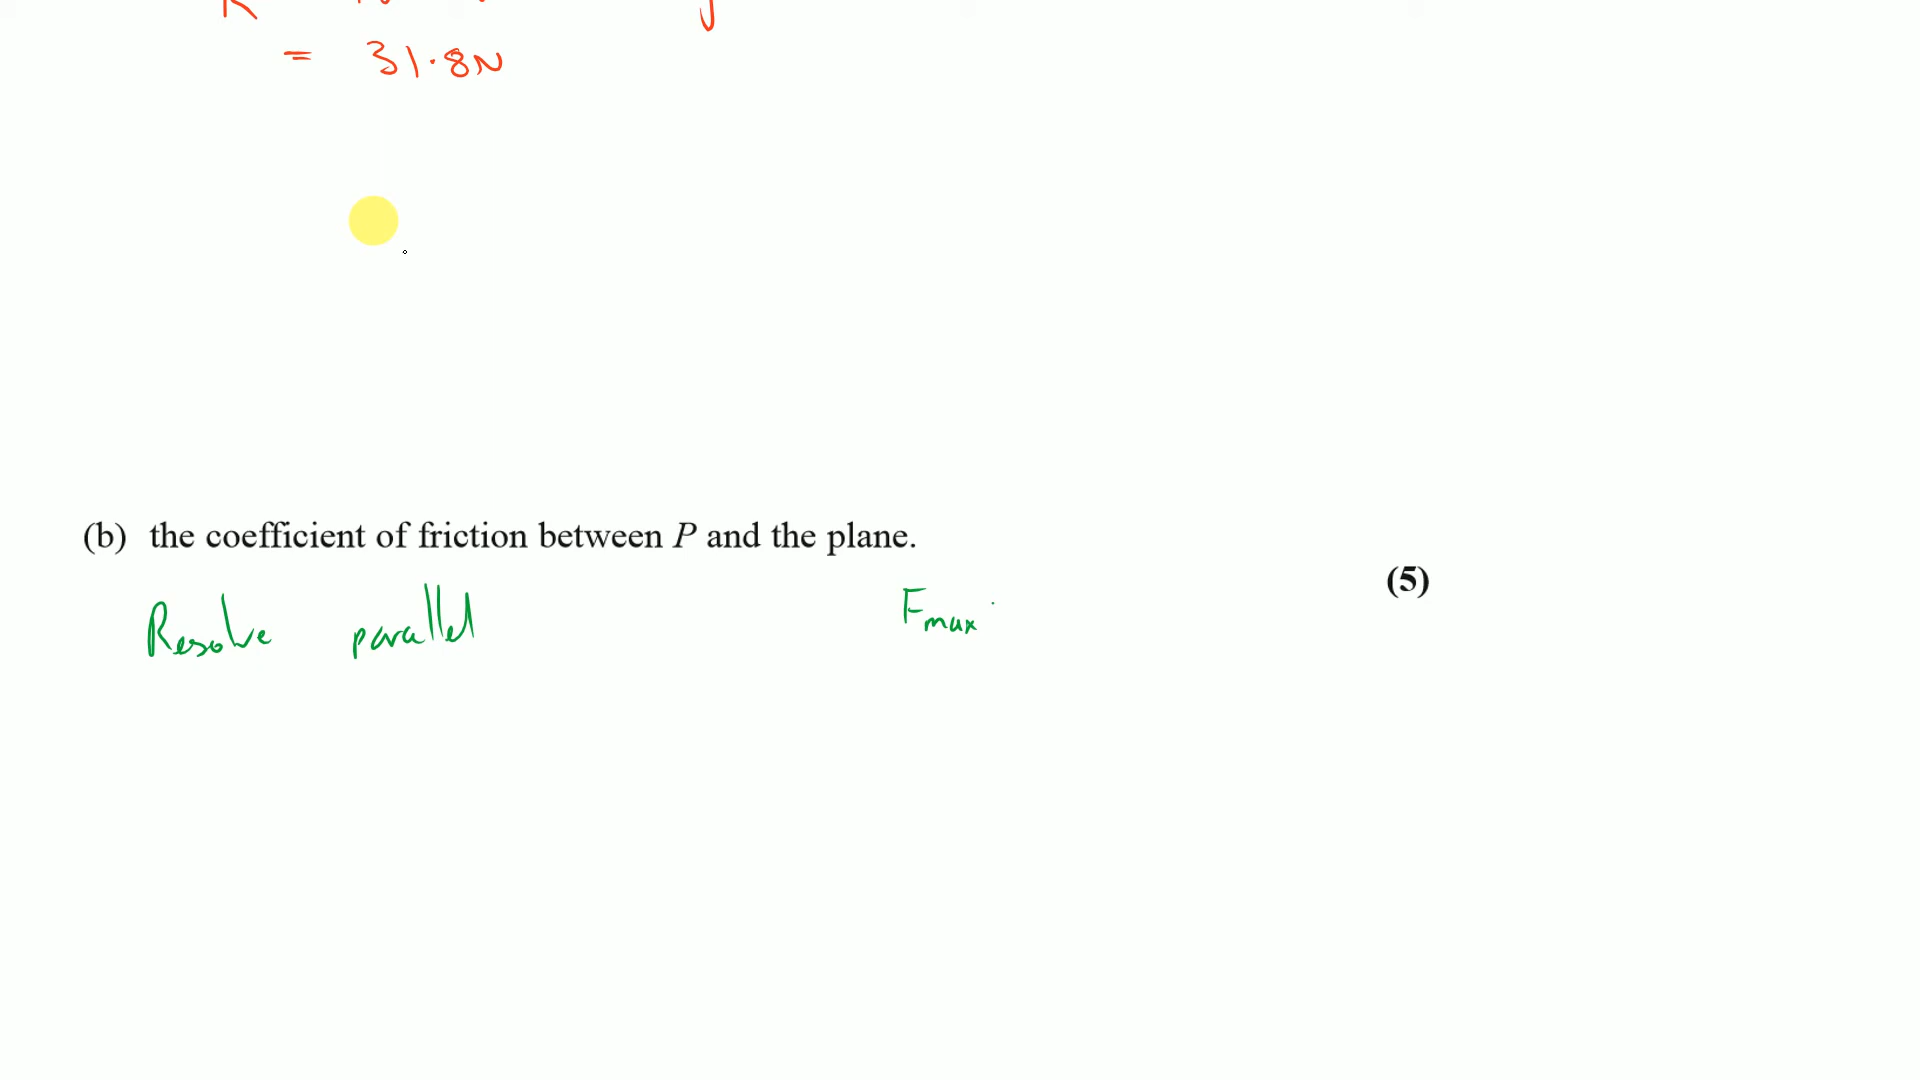 = 31.8N
(b) the coefficient of friction between P and the plane.
(5)
Resolve parallel
Fmax